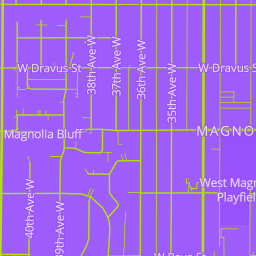 W Dravus St
W Dravus St
38th Ave W
37th Ave W
36th Ave W
35th Ave W
Magnolia Bluff
MAGNO
West Magn
Playfiel
40th Ave W
39th Ave W